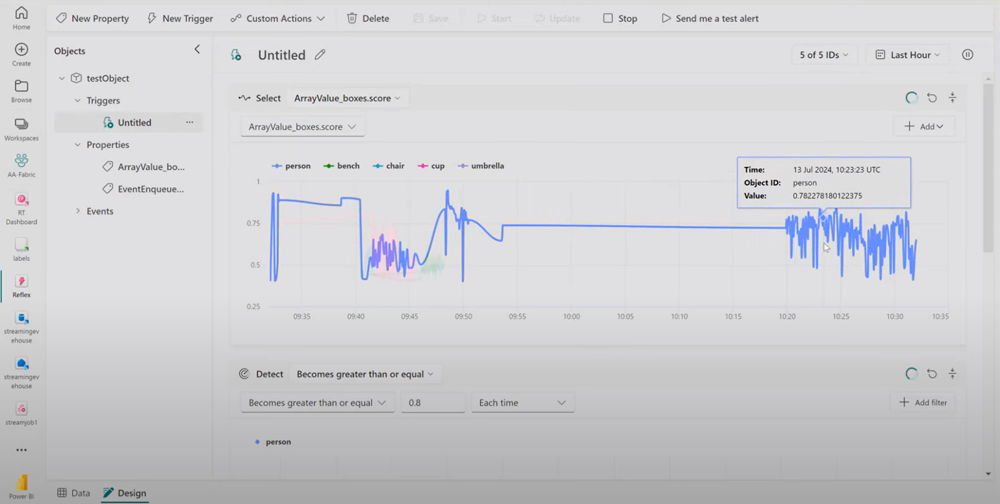 Home
Create
Browse
Workspaces
AA-Fabric
RT
Dashboard
labels
Reflex
streamingev
ehouse
streamingev
ehouse
streamjob1
Power BI
New Property
New Trigger
Custom Actions
Delete
Save
Start
Update
Stop
Send me a test alert
Objects
testObject
Triggers
Untitled
...
Properties
ArrayValue_bo...
EventEnqueue...
Events
Untitled
5 of 5 IDs
Last Hour
Select
ArrayValue_boxes.score
ArrayValue_boxes.score
Add
person
bench
chair
cup
umbrella
Time: 13 Jul 2024, 10:23:23 UTC
Object ID: person
Value: 0.782278180122375
1
0.75
0.5
0.25
09:35
09:40
09:45
09:50
09:55
10:00
10:05
10:10
10:15
10:20
10:25
10:30
10:35
Detect
Becomes greater than or equal
Becomes greater than or equal
0.8
Each time
Add filter
person
Data
Design